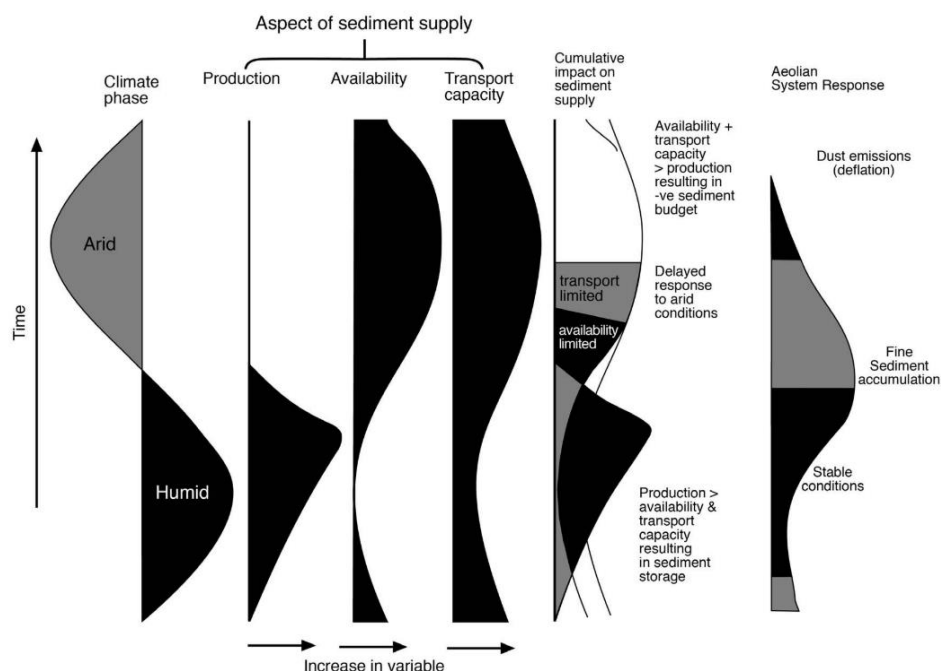 Aspect of sediment supply
Climate
phase
Production
Availability
Transport
capacity
Cumulative
impact on
sediment
supply
Aeolian
System Response
Time
Arid
Humid
transport
limited
availability
limited
Availability +
transport
capacity
> production
resulting in
-ve sediment
budget
Delayed
response
to arid
conditions
Production >
availability &
transport
capacity
resulting
in sediment
storage
Dust emissions
(deflation)
Fine
Sediment
accumulation
Stable
conditions
Increase in variable